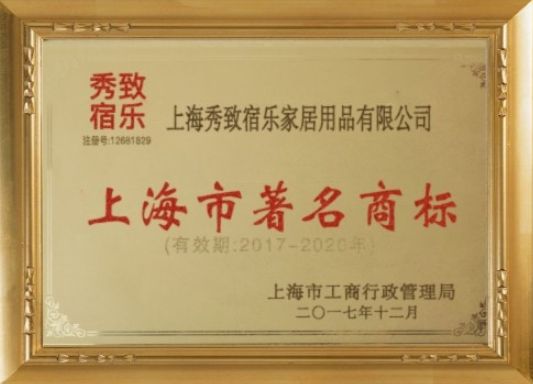 秀致
宿乐
注册号:12681829
上海秀致宿乐家居用品有限公司
上海市著名商标
(有效期:2017-2020年)
上海市工商行政管理局
二〇一七年十二月